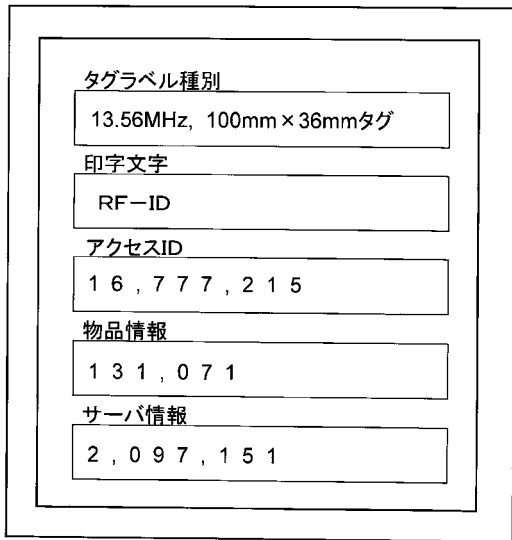 タグラベル種別
13.56MHz, 100mm×36mmタグ
印字文字
RF－ID
アクセスID
１６,７７７,２１５
物品情報
１３１,０７１
サーバ情報
２,０９７,１５１